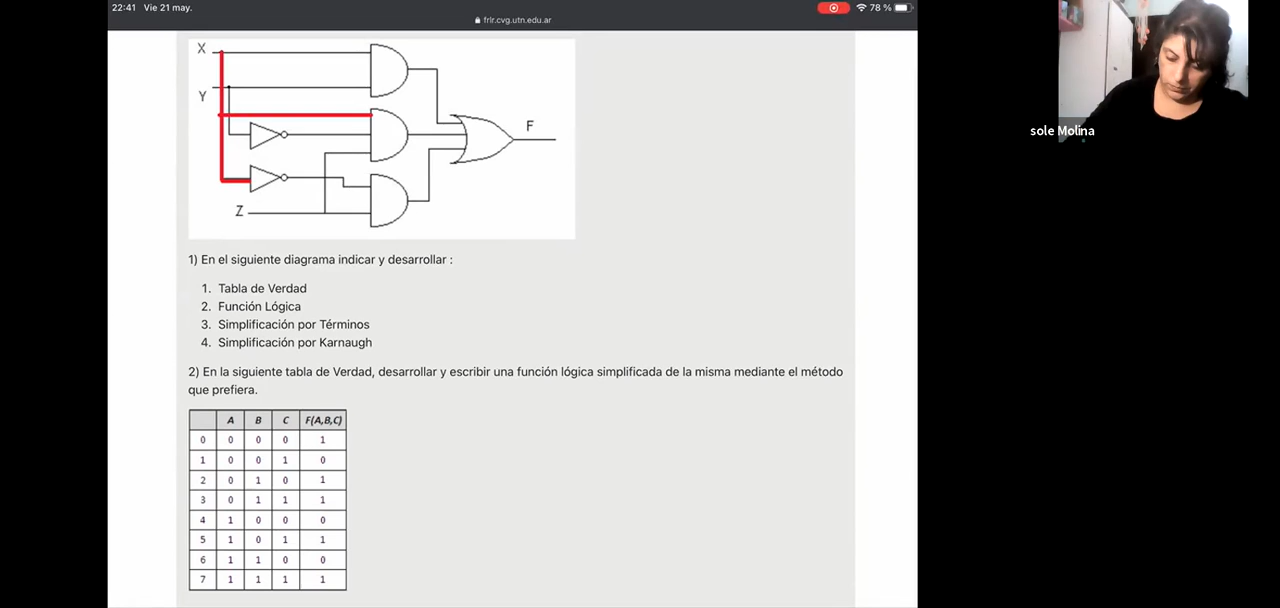 22:41 Vie 21 may.
78 %
frlr.cvg.utn.edu.ar
X
Y
Z
F
sole Molina
1) En el siguiente diagrama indicar y desarrollar :
1. Tabla de Verdad
2. Función Lógica
3. Simplificación por Términos
4. Simplificación por Karnaugh
2) En la siguiente tabla de Verdad, desarrollar y escribir una función lógica simplificada de la misma mediante el método
que prefiera.
A B C F(A,B,C)
0 0 0 0 1
1 0 0 1 0
2 0 1 0 1
3 0 1 1 1
4 1 0 0 0
5 1 0 1 1
6 1 1 0 0
7 1 1 1 1